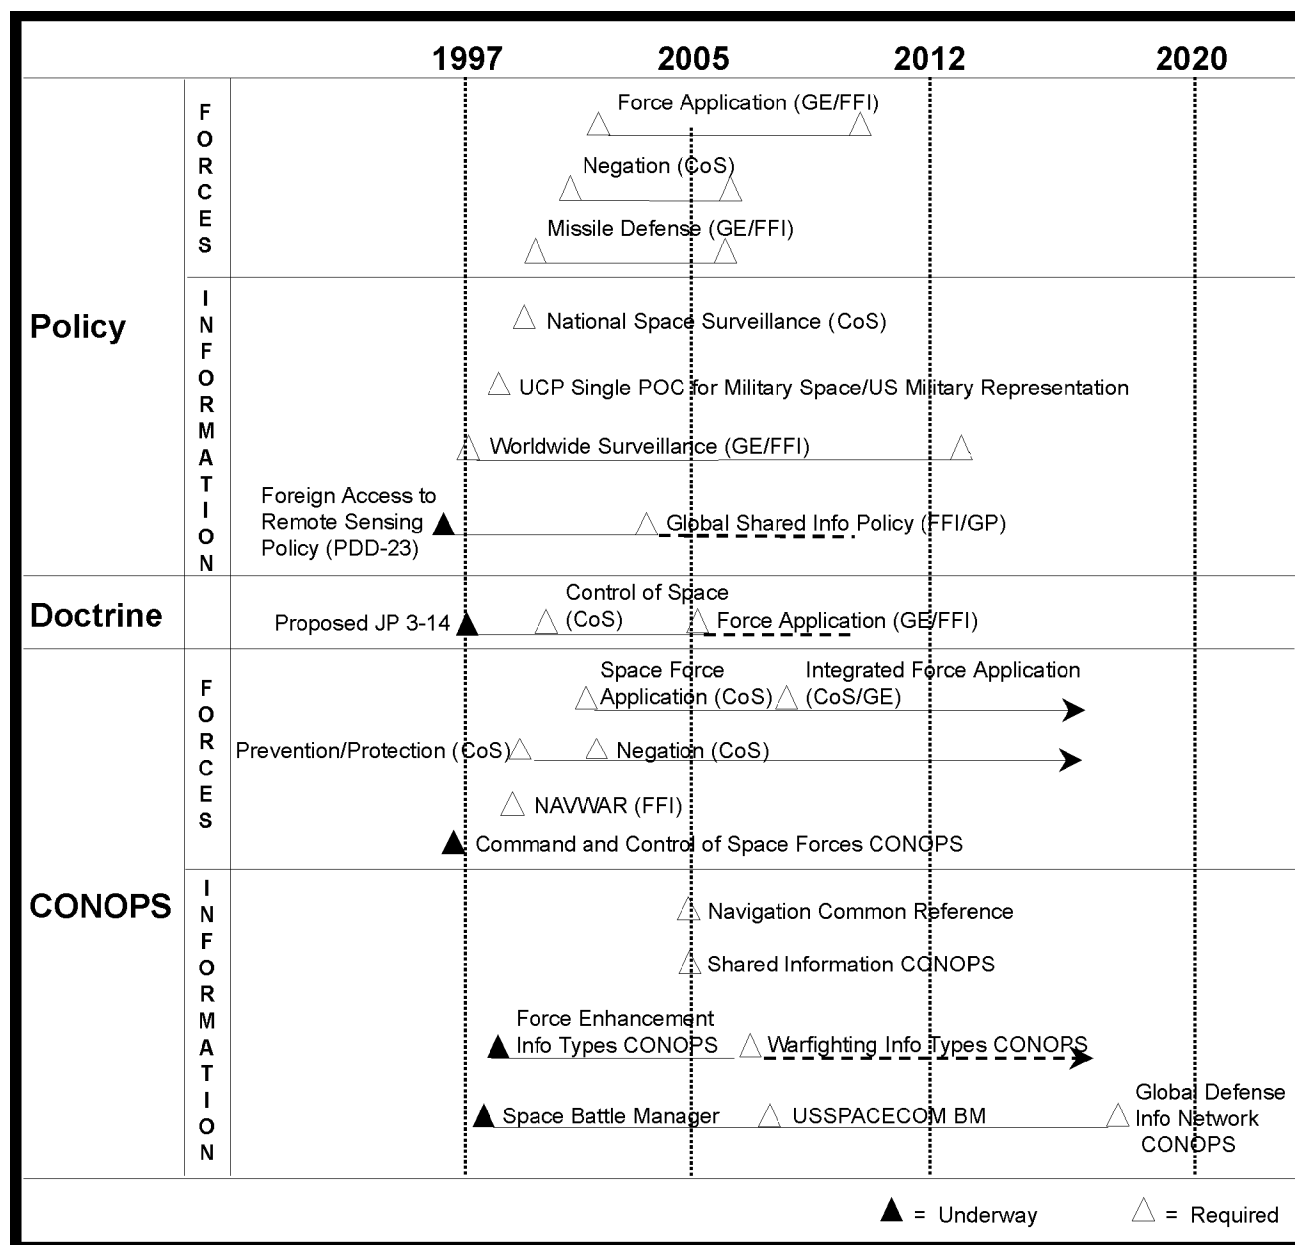 1997 2005 2012 2020
Policy
FORCES
Force Application (GE/FFI)
Negation (CoS)
Missile Defense (GE/FFI)
INFORMATION
National Space Surveillance (CoS)
UCP Single POC for Military Space/US Military Representation
Worldwide Surveillance (GE/FFI)
Foreign Access to
Remote Sensing
Policy (PDD-23)
Global Shared Info Policy (FFI/GP)
Doctrine
Proposed JP 3-14
Control of Space
(CoS)
Force Application (GE/FFI)
CONOPS
FORCES
Space Force
Application (CoS)
Integrated Force Application
(CoS/GE)
Prevention/Protection (CoS)
Negation (CoS)
NAVWAR (FFI)
Command and Control of Space Forces CONOPS
INFORMATION
Navigation Common Reference
Shared Information CONOPS
Force Enhancement
Info Types CONOPS
Warfighting Info Types CONOPS
Space Battle Manager
USSPACECOM BM
Global Defense
Info Network
CONOPS
= Underway
= Required